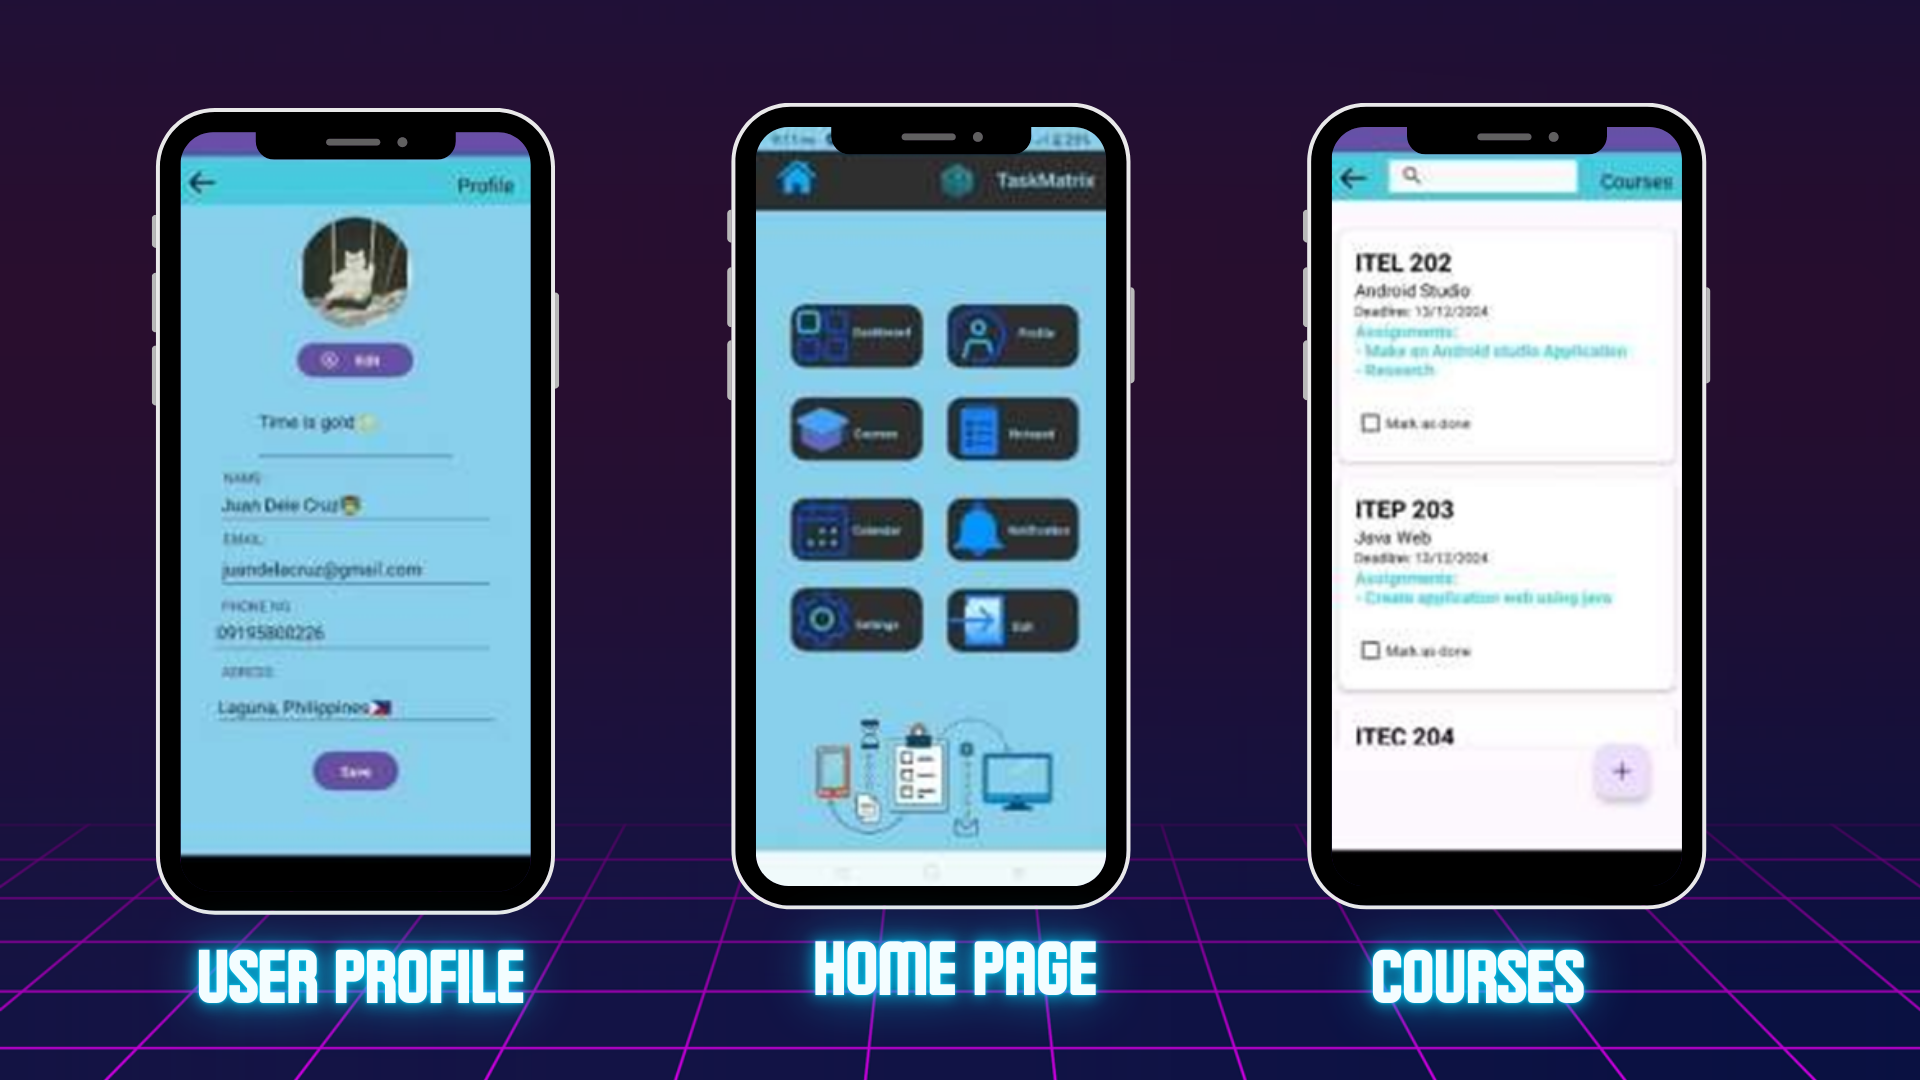 Profile
Edit
Time is gold
NAME:
Juan Dele Cruz
EMAIL:
juandelacruz@gmail.com
PHONE NO.
09195800226
ADRESS:
Laguna, Philippines
Save
USER PROFILE
TaskMatrix
Dashboard
Profile
Courses
Notepad
Calendar
Notification
Settings
Exit
HOME PAGE
Courses
ITEL 202
Android Studio
Deadline: 13/12/2024
Assignments:
- Make an Android studio Application
- Research
Mark as done
ITEP 203
Java Web
Deadline: 13/12/2024
Assignments:
- Create application web using java
Mark as done
ITEC 204
+
COURSES